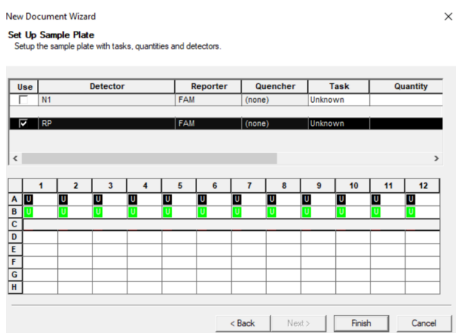 New Document Wizard
Set Up Sample Plate
Setup the sample plate with tasks, quantities and detectors.
Use Detector Reporter Quencher Task Quantity
N1 FAM (none) Unknown
RP FAM (none) Unknown
1 2 3 4 5 6 7 8 9 10 11 12
A U U U U U U U U U U U U
B U U U U U U U U U U U U
C
D
E
F
G
H
< Back Next > Finish Cancel